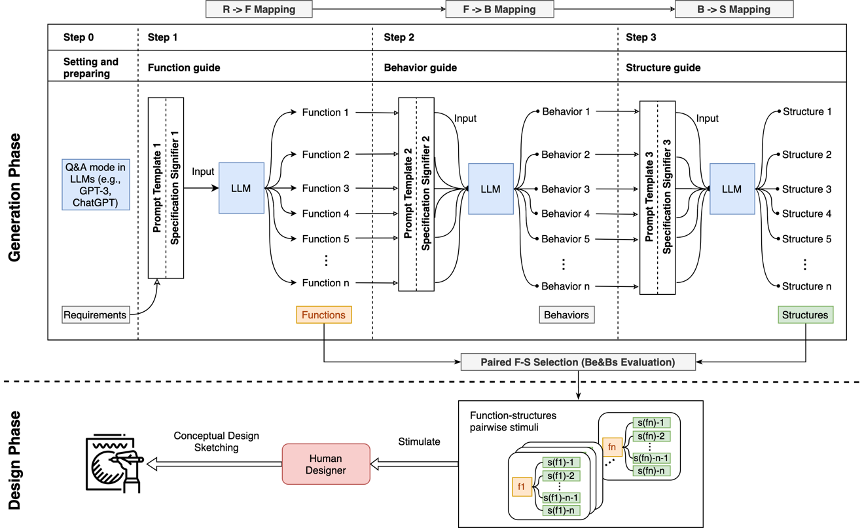 R -> F Mapping
F -> B Mapping
B -> S Mapping
Step 0
Step 1
Step 2
Step 3
Setting and
preparing
Function guide
Behavior guide
Structure guide
Generation Phase
Q&A mode in
LLMs (e.g.,
GPT-3,
ChatGPT)
Requirements
Prompt Template 1
Specification Signifier 1
Input
LLM
Function 1
Function 2
Function 3
Function 4
Function 5
Function n
Functions
Prompt Template 2
Specification Signifier 2
Input
LLM
Behavior 1
Behavior 2
Behavior 3
Behavior 4
Behavior 5
Behavior n
Behaviors
Prompt Template 3
Specification Signifier 3
Input
LLM
Structure 1
Structure 2
Structure 3
Structure 4
Structure 5
Structure n
Structures
Paired F-S Selection (Be&Bs Evaluation)
Design Phase
Conceptual Design
Sketching
Human
Designer
Stimulate
Function-structures
pairwise stimuli
fn
s(fn)-1
s(fn)-2
s(fn)-n-1
s(fn)-n
f1
s(f1)-1
s(f1)-2
s(f1)-n-1
s(f1)-n